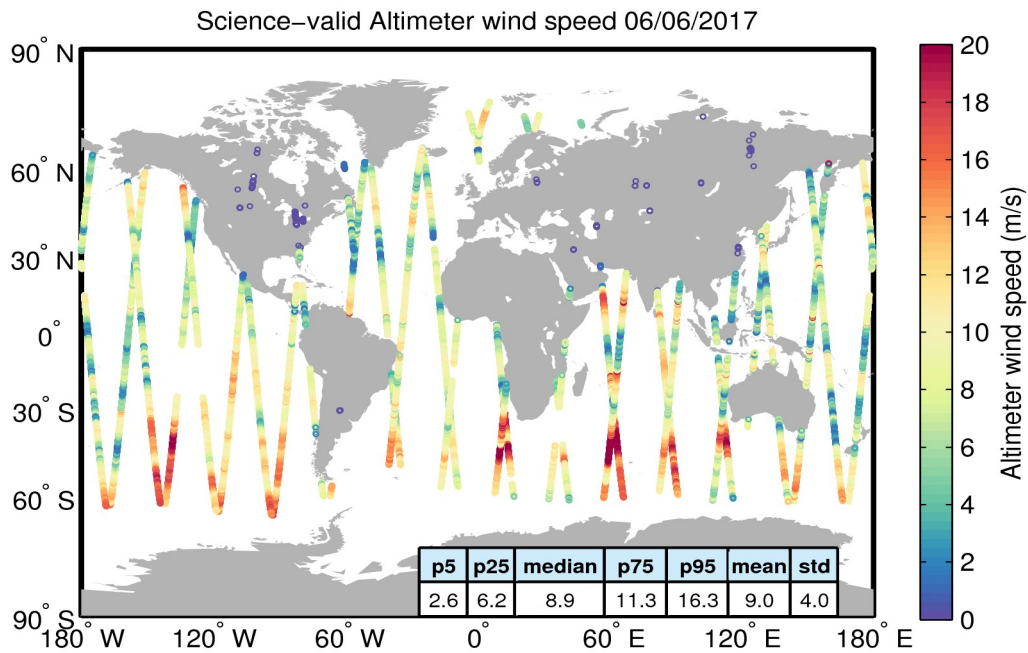 Science−valid Altimeter wind speed 06/06/2017
90° N
60° N
30° N
0°
30° S
60° S
90° S
180° W
120° W
60° W
0°
60° E
120° E
180° E
p5 p25 median p75 p95 mean std
2.6 6.2 8.9 11.3 16.3 9.0 4.0
20
18
16
14
12
10
8
6
4
2
0
Altimeter wind speed (m/s)